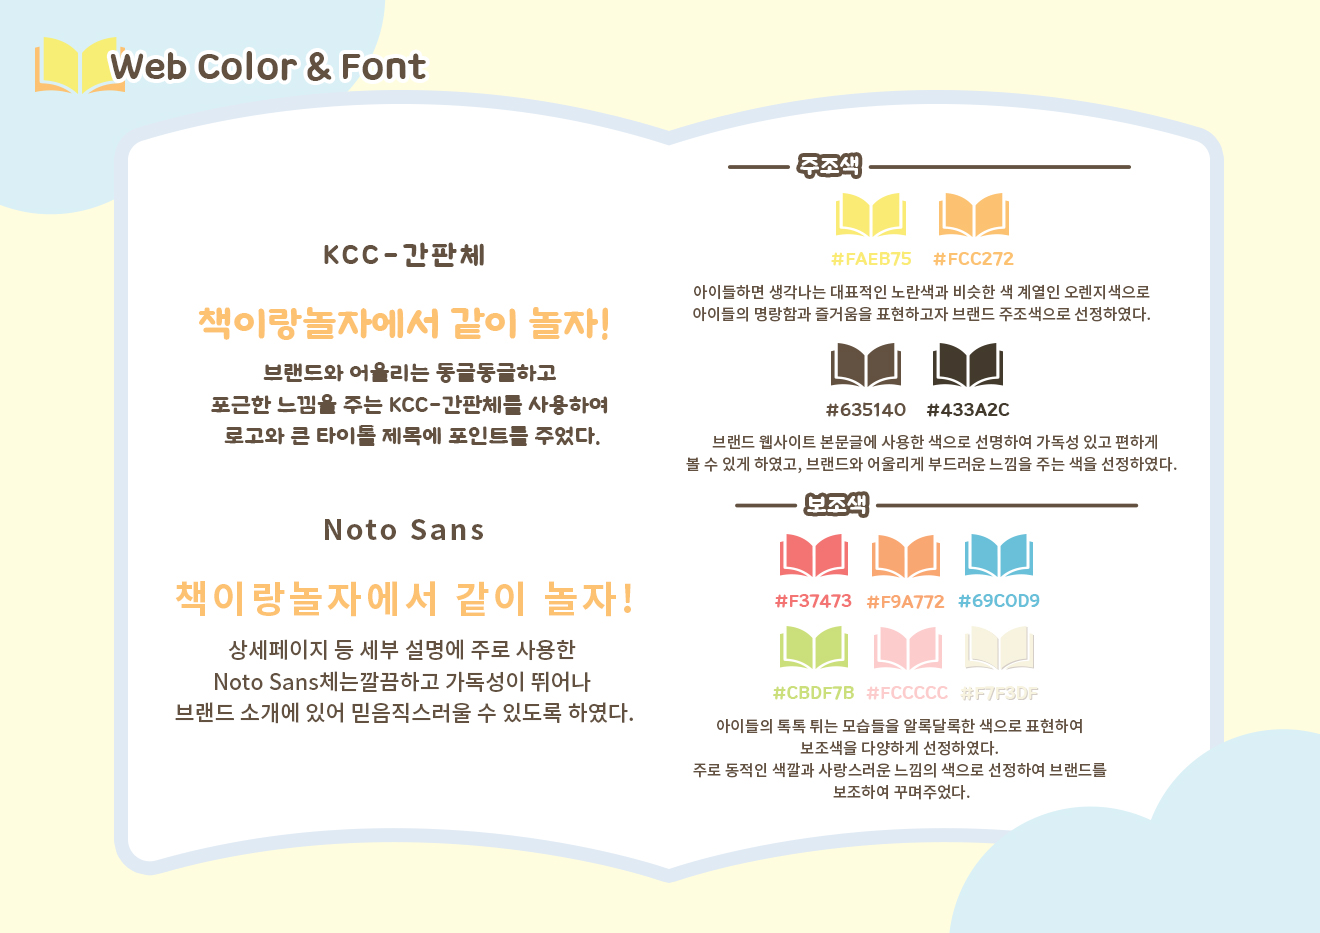 Web Color & Font
KCC-간판체
책이랑놀자에서 같이 놀자!
브랜드와 어울리는 동글동글하고
포근한 느낌을 주는 KCC-간판체를 사용하여
로고와 큰 타이톨 제목에 포인트를 주었다.
Noto Sans
책이랑놀자에서 같이 놀자!
상세페이지 등 세부 설명에 주로 사용한
Noto Sans체는깔끔하고 가독성이 뛰어나
브랜드 소개에 있어 믿음직스러울 수 있도록 하였다.
주조색
#FAEB75 #FCC272
아이들하면 생각나는 대표적인 노란색과 비슷한 색 계열인 오렌지색으로
아이들의 명랑함과 즐거움을 표현하고자 브랜드 주조색으로 선정하였다.
#635140 #433A2C
브랜드 웹사이트 본문글에 사용한 색으로 선명하여 가독성 있고 편하게
볼 수 있게 하였고, 브랜드와 어울리게 부드러운 느낌을 주는 색을 선정하였다.
보조색
#F37473 #F9A772 #69C0D9
#CBDF7B #FCCCCC #F7F3DF
아이들의 톡톡 튀는 모습들을 알록달록한 색으로 표현하여
보조색을 다양하게 선정하였다.
주로 동적인 색깔과 사랑스러운 느낌의 색으로 선정하여 브랜드를
보조하여 꾸며주었다.